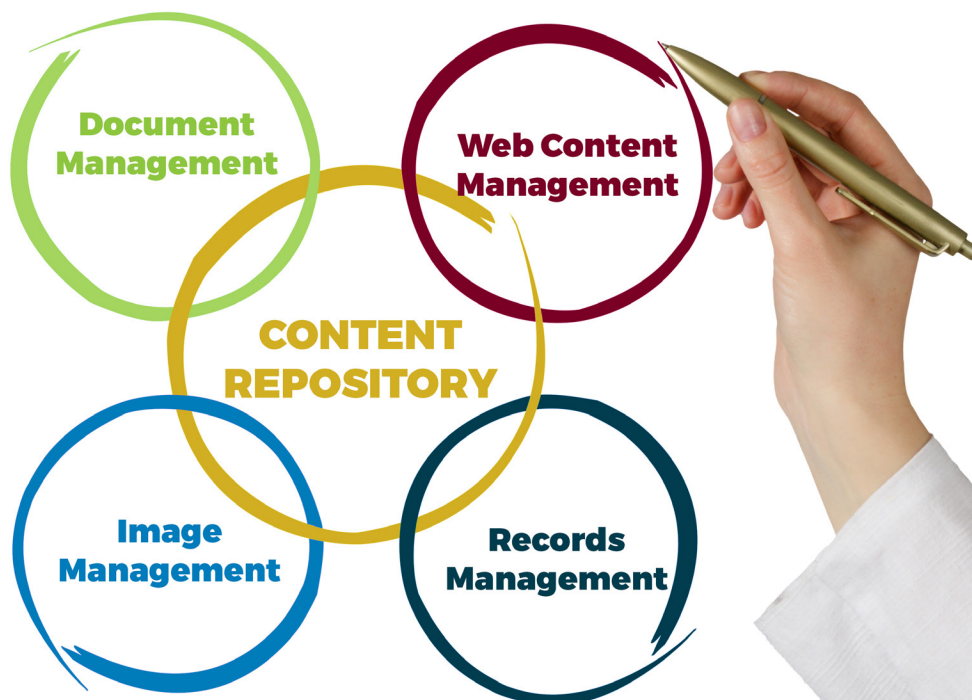 Document
Management
Web Content
Management
CONTENT
REPOSITORY
Image
Management
Records
Management